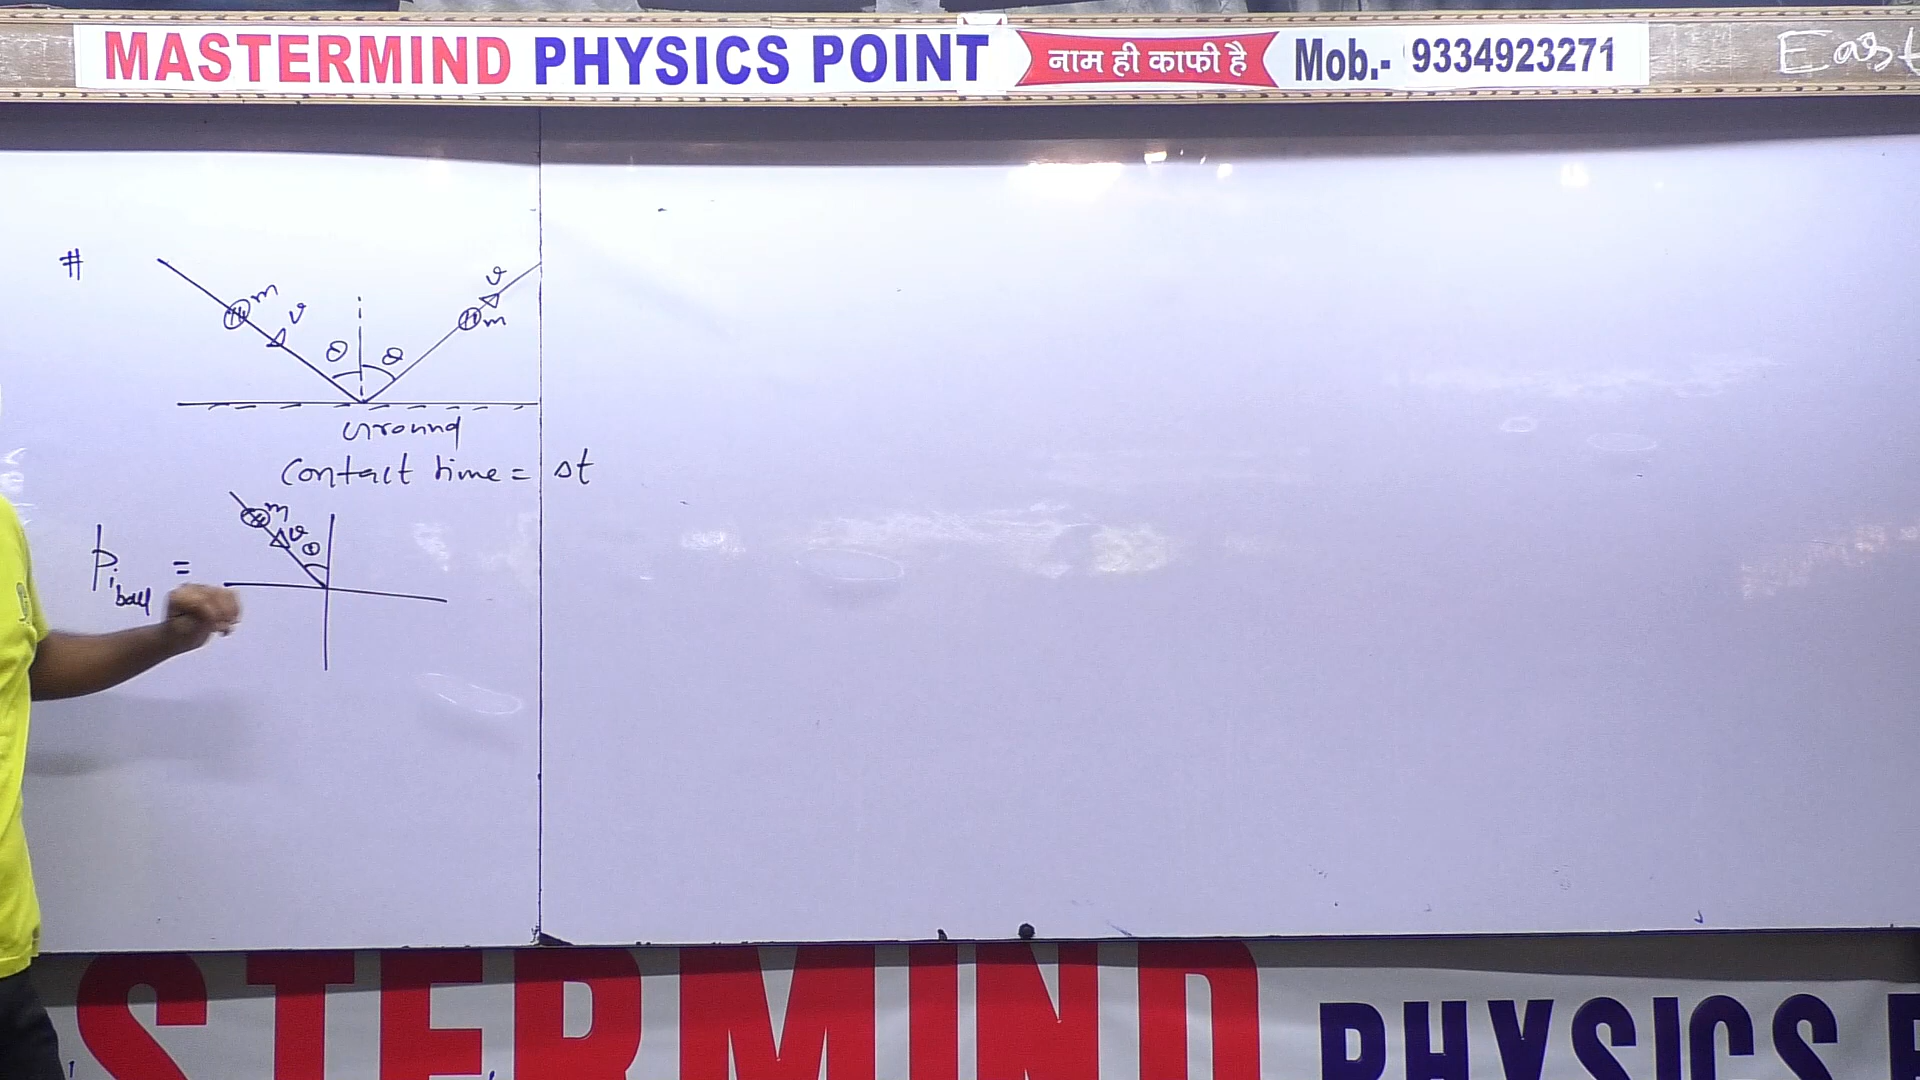 MASTERMIND PHYSICS POINT नाम ही काफी है Mob.- 9334923271
East
#
m v
v m
θ θ
Ground
Contact time = Δt
m v θ
Pi ball =
STERMIND PHYSICS P